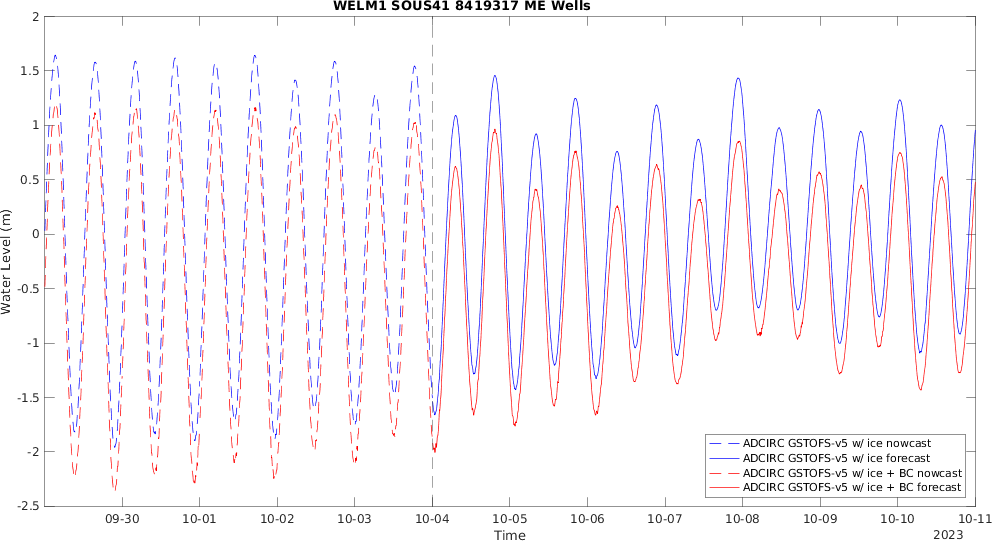 WELM1 SOUS41 8419317 ME Wells
2
1.5
1
0.5
0
-0.5
-1
-1.5
-2
-2.5
Water Level (m)
ADCIRC GSTOFS-v5 w/ ice nowcast
ADCIRC GSTOFS-v5 w/ ice forecast
ADCIRC GSTOFS-v5 w/ ice + BC nowcast
ADCIRC GSTOFS-v5 w/ ice + BC forecast
09-30 10-01 10-02 10-03 10-04 10-05 10-06 10-07 10-08 10-09 10-10 10-11
Time
2023